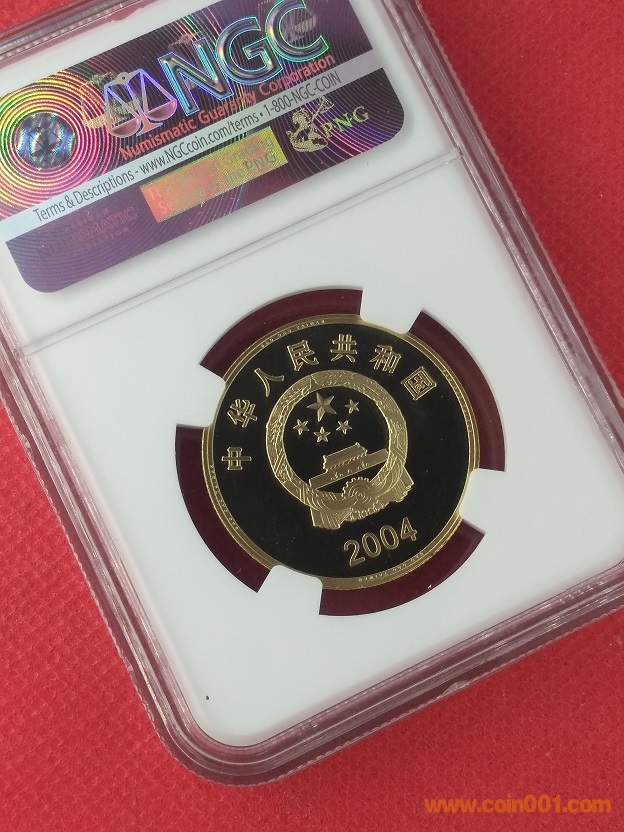 NGC
Numismatic Guaranty Corporation
Terms & Descriptions - www.NGCcoin.com/terms • 1-800-NGC-COIN
PNG
中华人民共和国
2004
www.coin001.com